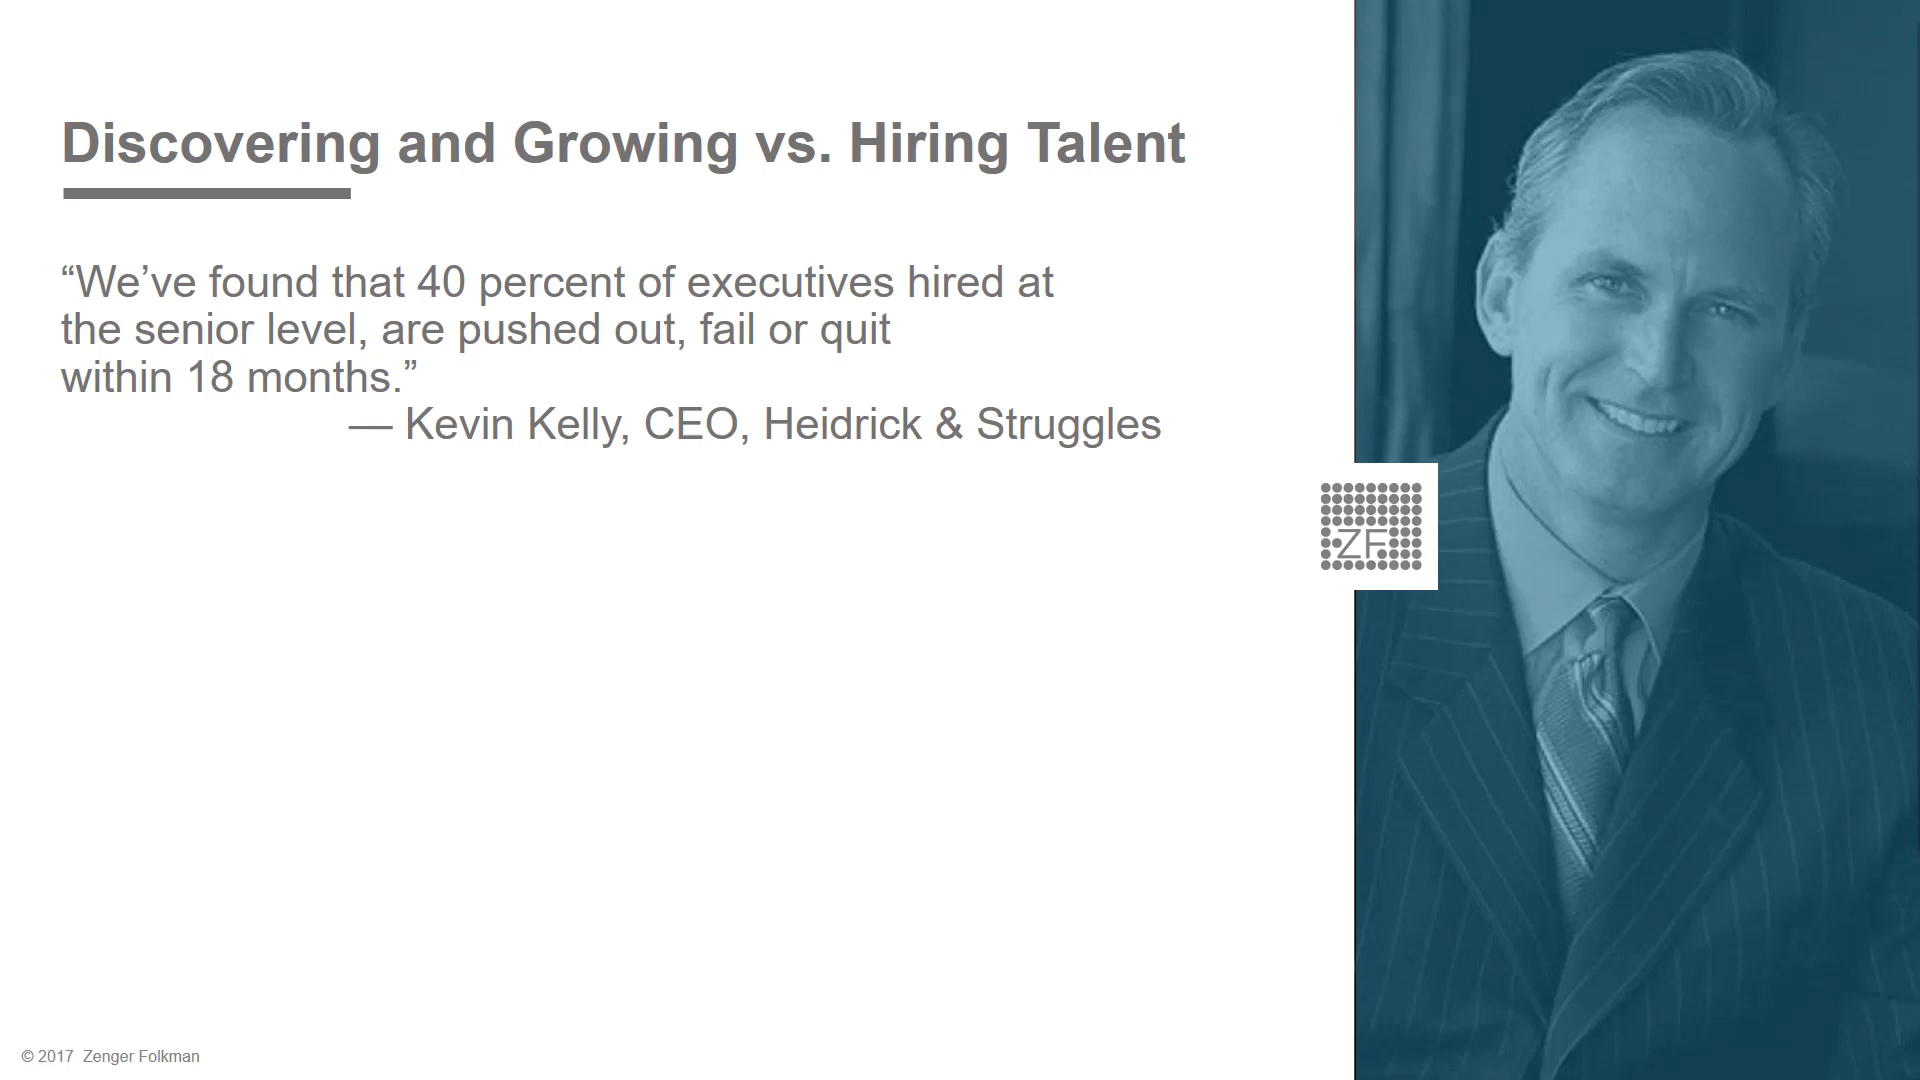 Discovering and Growing vs. Hiring Talent
“We’ve found that 40 percent of executives hired at
the senior level, are pushed out, fail or quit
within 18 months.”
— Kevin Kelly, CEO, Heidrick & Struggles
ZF
© 2017 Zenger Folkman